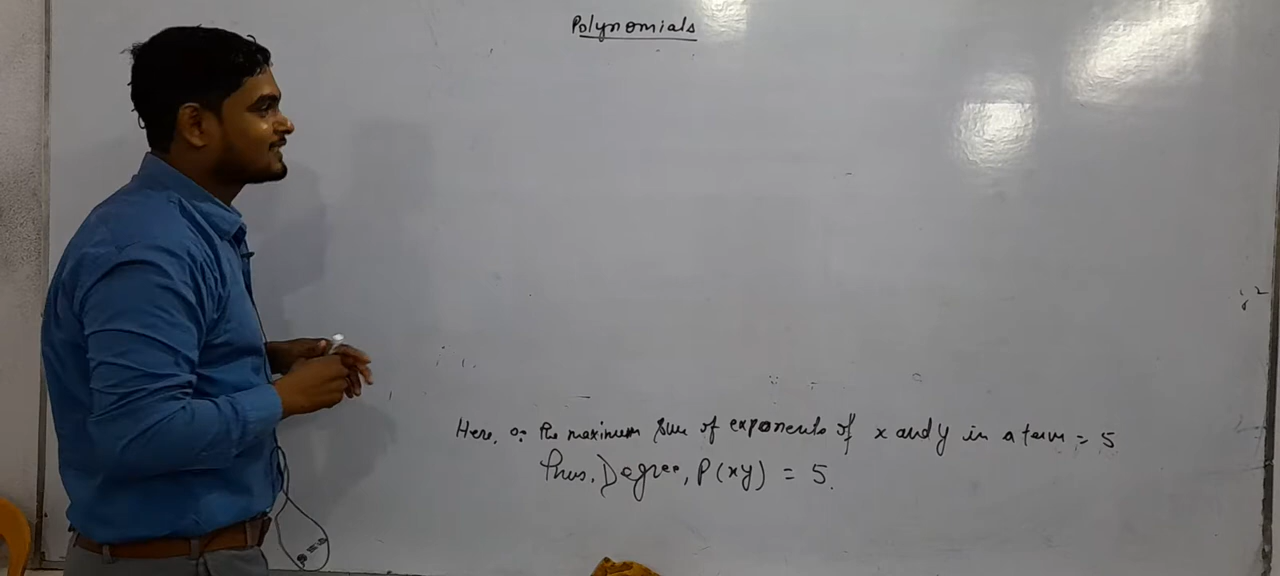 Polynomials
Here, the maximum sum of exponents of x and y in a term = 5
Thus, Degree, P(xy) = 5.